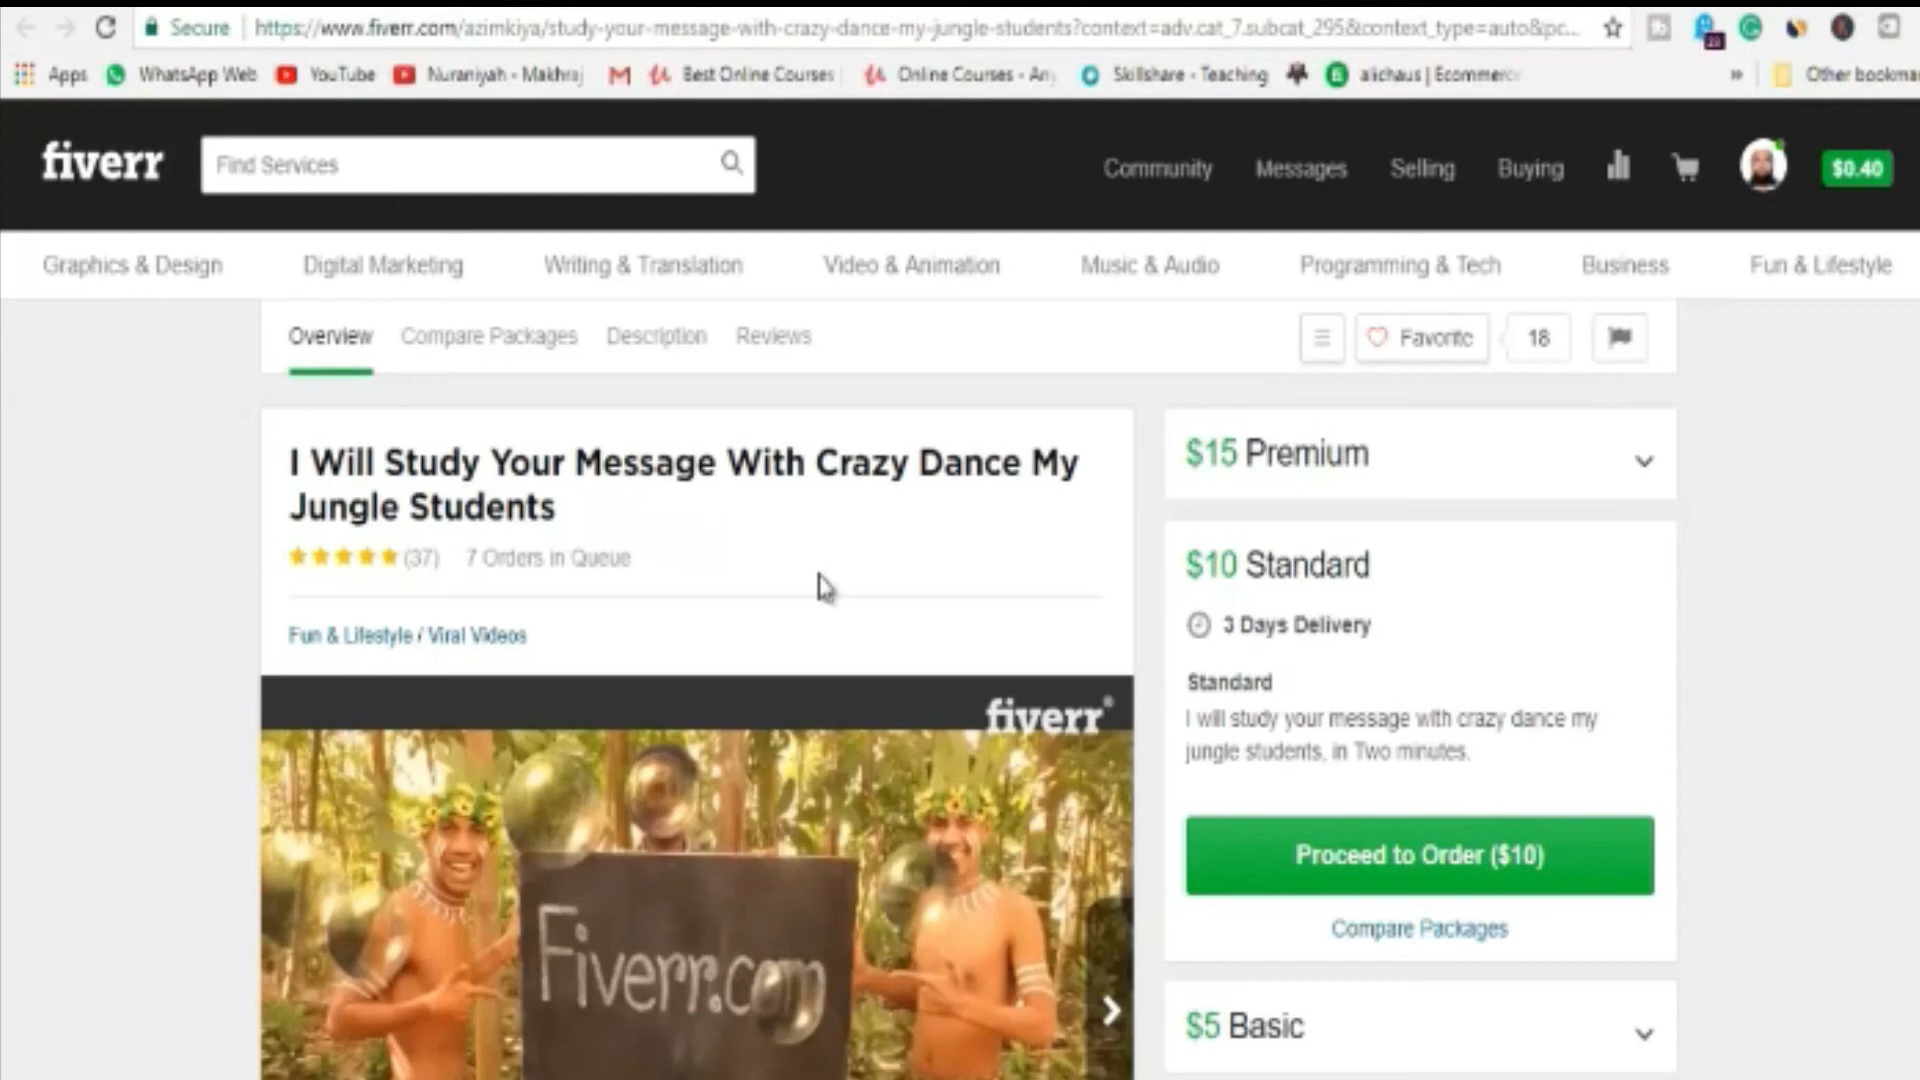 Secure https://www.fiverr.com/azimkiya/study-your-message-with-crazy-dance-my-jungle-students?context=adv.cat_7.subcat_295&context_type=auto&pc...
Apps WhatsApp Web YouTube Nuraniyah - Makhraj Best Online Courses Online Courses - An Skillshare - Teaching alichaus | Ecommerc » Other bookma
fiverr Find Services Community Messages Selling Buying $0.40
Graphics & Design Digital Marketing Writing & Translation Video & Animation Music & Audio Programming & Tech Business Fun & Lifestyle
Overview Compare Packages Description Reviews Favorite 18
I Will Study Your Message With Crazy Dance My
Jungle Students
(37) 7 Orders in Queue
Fun & Lifestyle / Viral Videos
fiverr®
Fiverr.com
$15 Premium
$10 Standard
3 Days Delivery
Standard
I will study your message with crazy dance my
jungle students, in Two minutes.
Proceed to Order ($10)
Compare Packages
$5 Basic